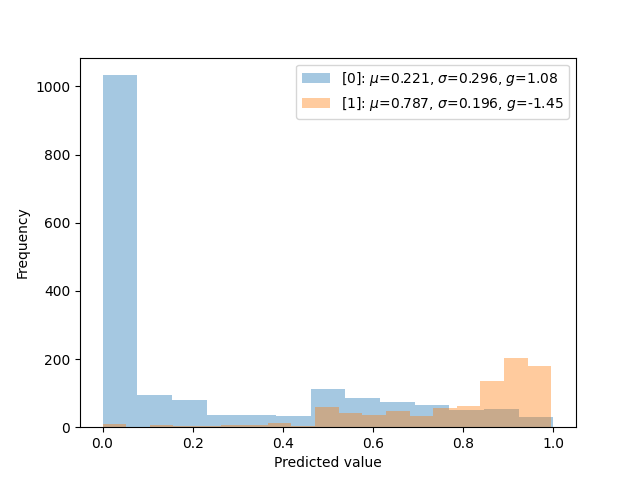 [0]: μ=0.221, σ=0.296, g=1.08
[1]: μ=0.787, σ=0.196, g=-1.45
Frequency
1000
800
600
400
200
0
0.0 0.2 0.4 0.6 0.8 1.0
Predicted value